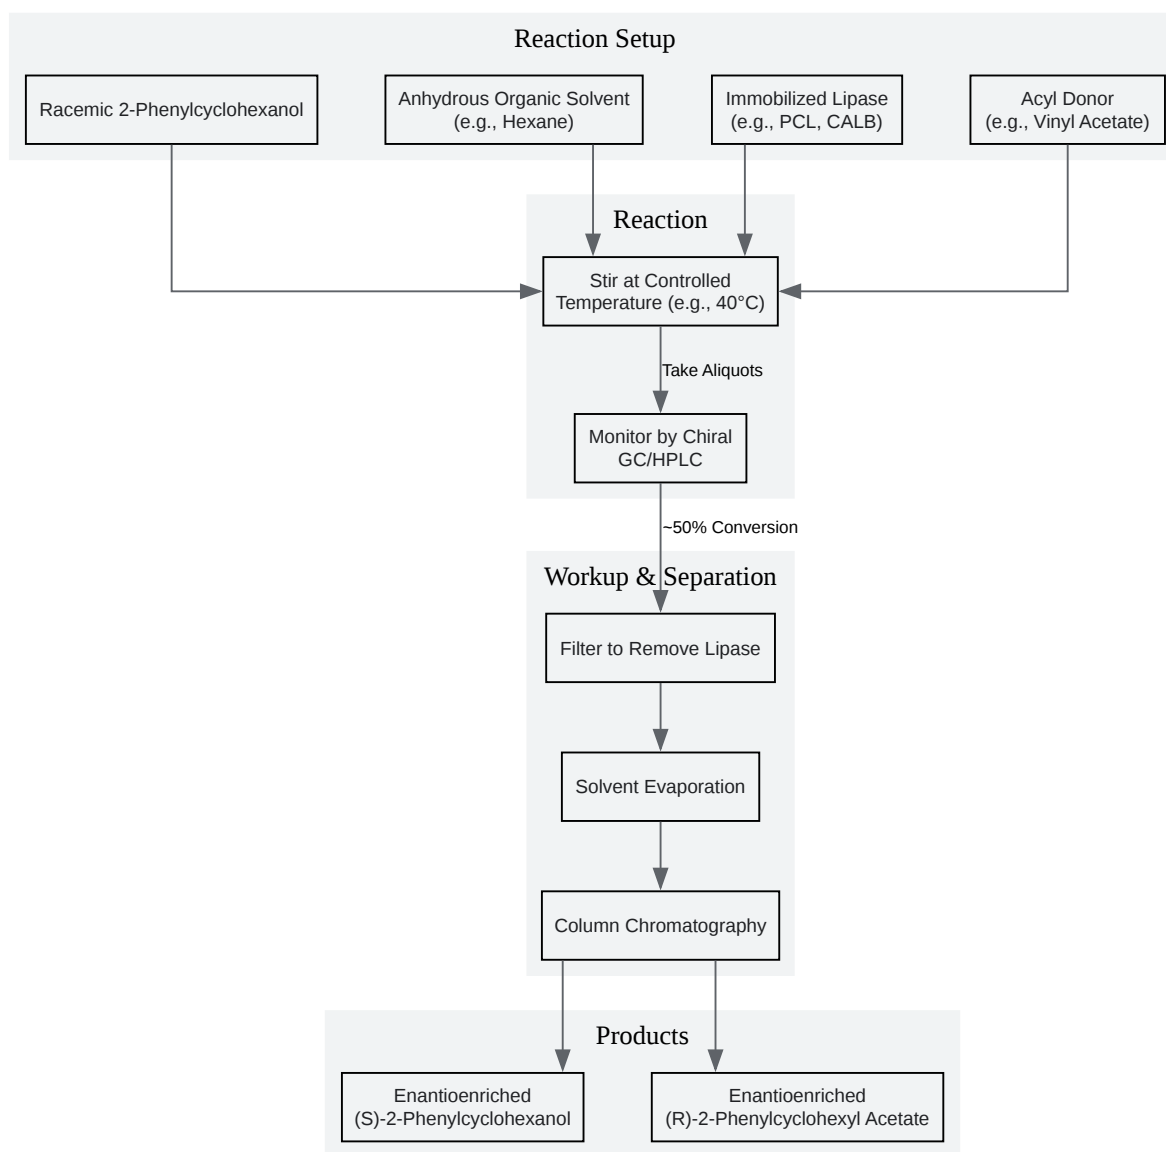 Reaction Setup
Racemic 2-Phenylcyclohexanol
Anhydrous Organic Solvent
(e.g., Hexane)
Immobilized Lipase
(e.g., PCL, CALB)
Acyl Donor
(e.g., Vinyl Acetate)
Reaction
Stir at Controlled
Temperature (e.g., 40°C)
Take Aliquots
Monitor by Chiral
GC/HPLC
~50% Conversion
Workup & Separation
Filter to Remove Lipase
Solvent Evaporation
Column Chromatography
Products
Enantioenriched
(S)-2-Phenylcyclohexanol
Enantioenriched
(R)-2-Phenylcyclohexyl Acetate